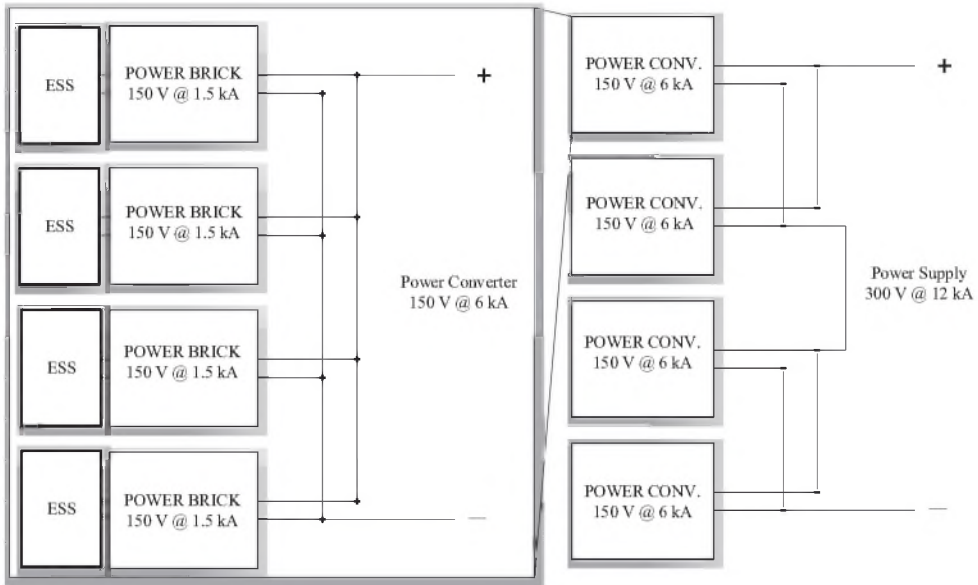 ESS
POWER BRICK
150 V @ 1.5 kA
+
ESS
POWER BRICK
150 V @ 1.5 kA
ESS
POWER BRICK
150 V @ 1.5 kA
ESS
POWER BRICK
150 V @ 1.5 kA
—
Power Converter
150 V @ 6 kA
POWER CONV.
150 V @ 6 kA
+
POWER CONV.
150 V @ 6 kA
POWER CONV.
150 V @ 6 kA
POWER CONV.
150 V @ 6 kA
—
Power Supply
300 V @ 12 kA